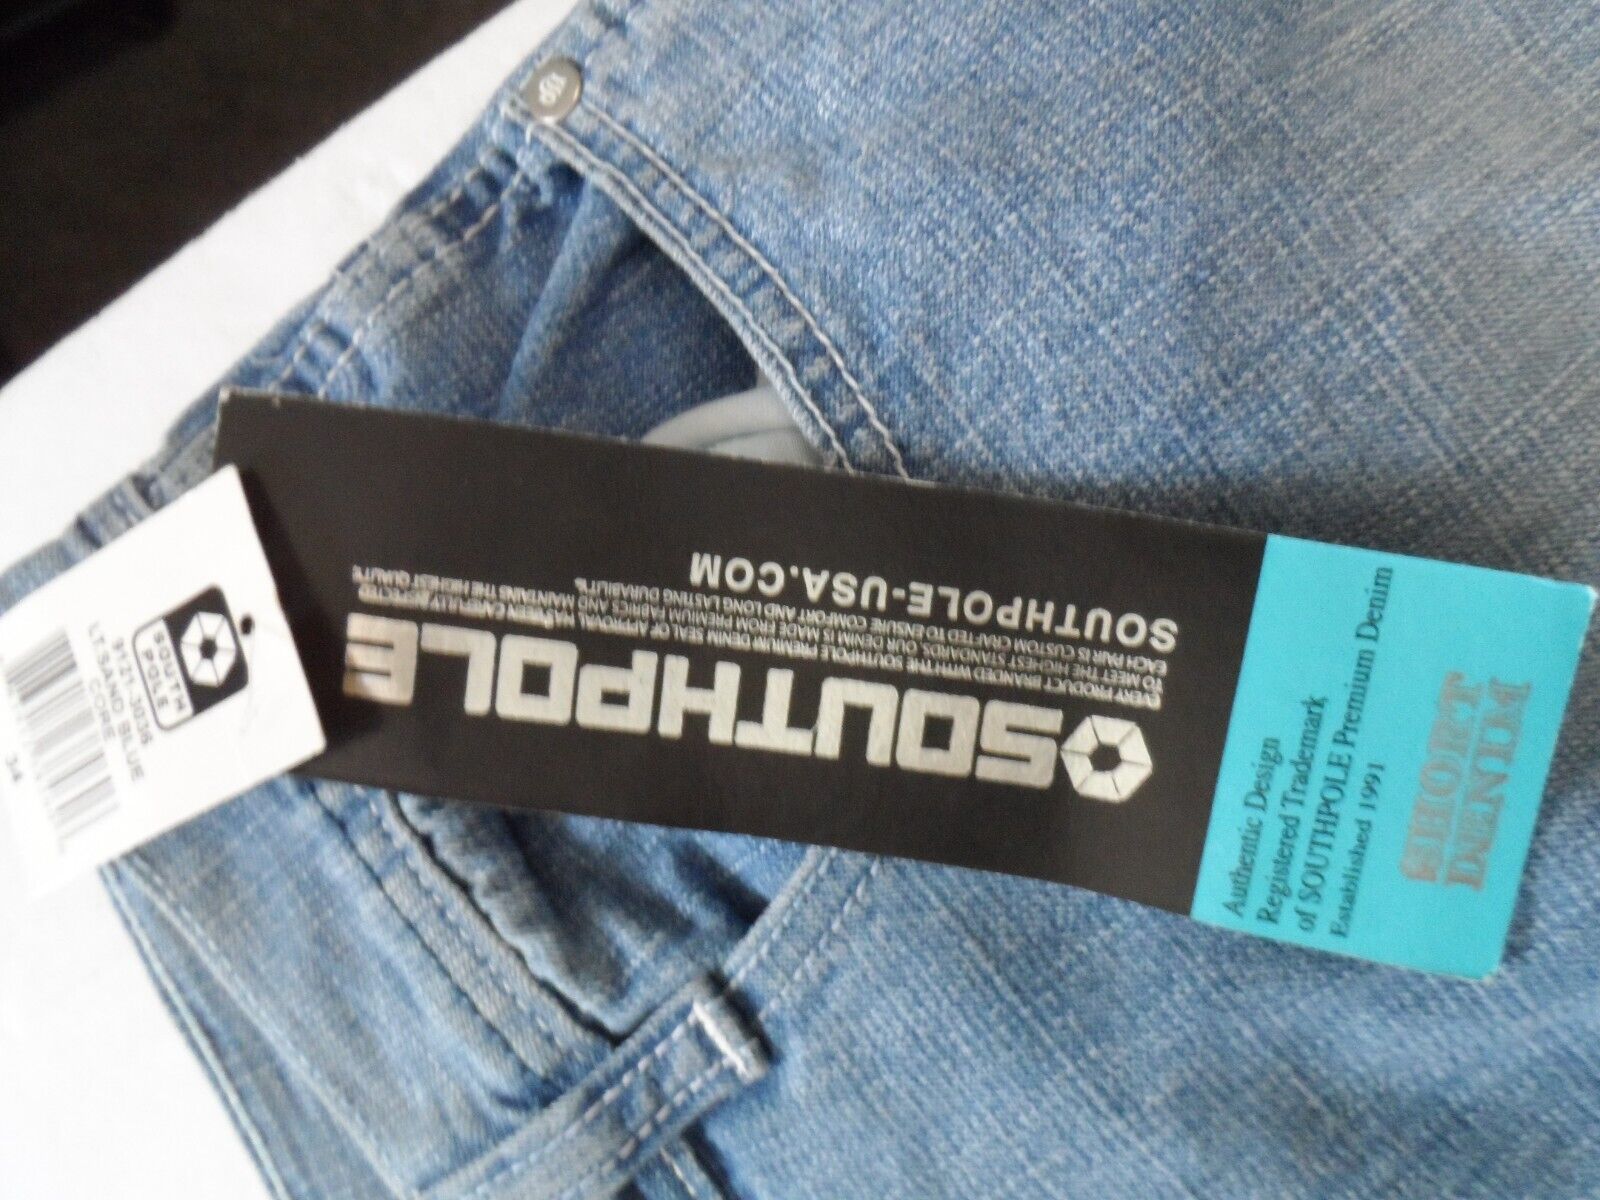 SOUTH
POLE
9121-3036
LT.SAND BLUE
CORE
34
SOUTHPOLE
EVERY PRODUCT BRANDED WITH THE SOUTHPOLE PREMIUM DENIM SEAL OF APPROVAL HAS BEEN CAREFULLY INSPECTED
TO MEET THE HIGHEST STANDARDS. OUR DENIM IS MADE FROM PREMIUM FABRICS AND MAINTAINS THE HIGHEST QUALITY.
EACH PAIR IS CUSTOM CRAFTED TO ENSURE COMFORT AND LONG LASTING DURABILITY.
SOUTHPOLE-USA.COM
Authentic Design
Registered Trademark
of SOUTHPOLE Premium Denim
Established 1991
SHORT
DENIM